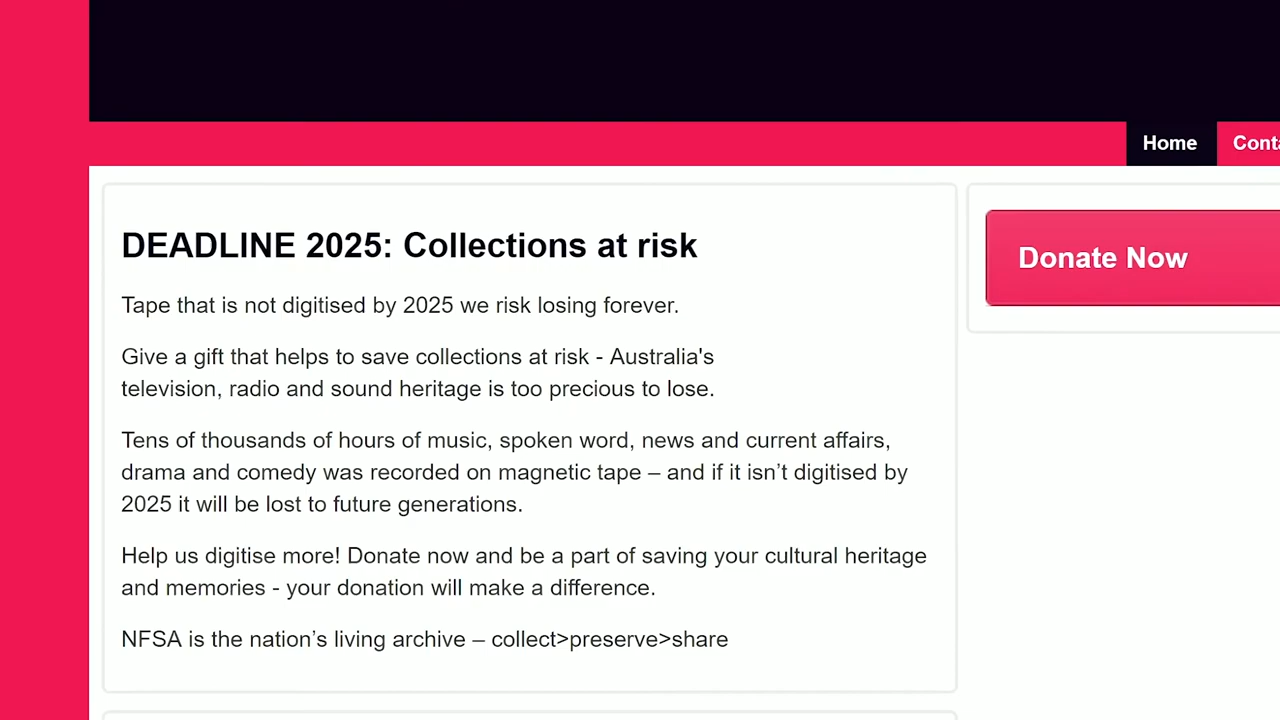 Home
Conta
DEADLINE 2025: Collections at risk
Donate Now
Tape that is not digitised by 2025 we risk losing forever.
Give a gift that helps to save collections at risk - Australia's
television, radio and sound heritage is too precious to lose.
Tens of thousands of hours of music, spoken word, news and current affairs,
drama and comedy was recorded on magnetic tape – and if it isn’t digitised by
2025 it will be lost to future generations.
Help us digitise more! Donate now and be a part of saving your cultural heritage
and memories - your donation will make a difference.
NFSA is the nation’s living archive – collect>preserve>share